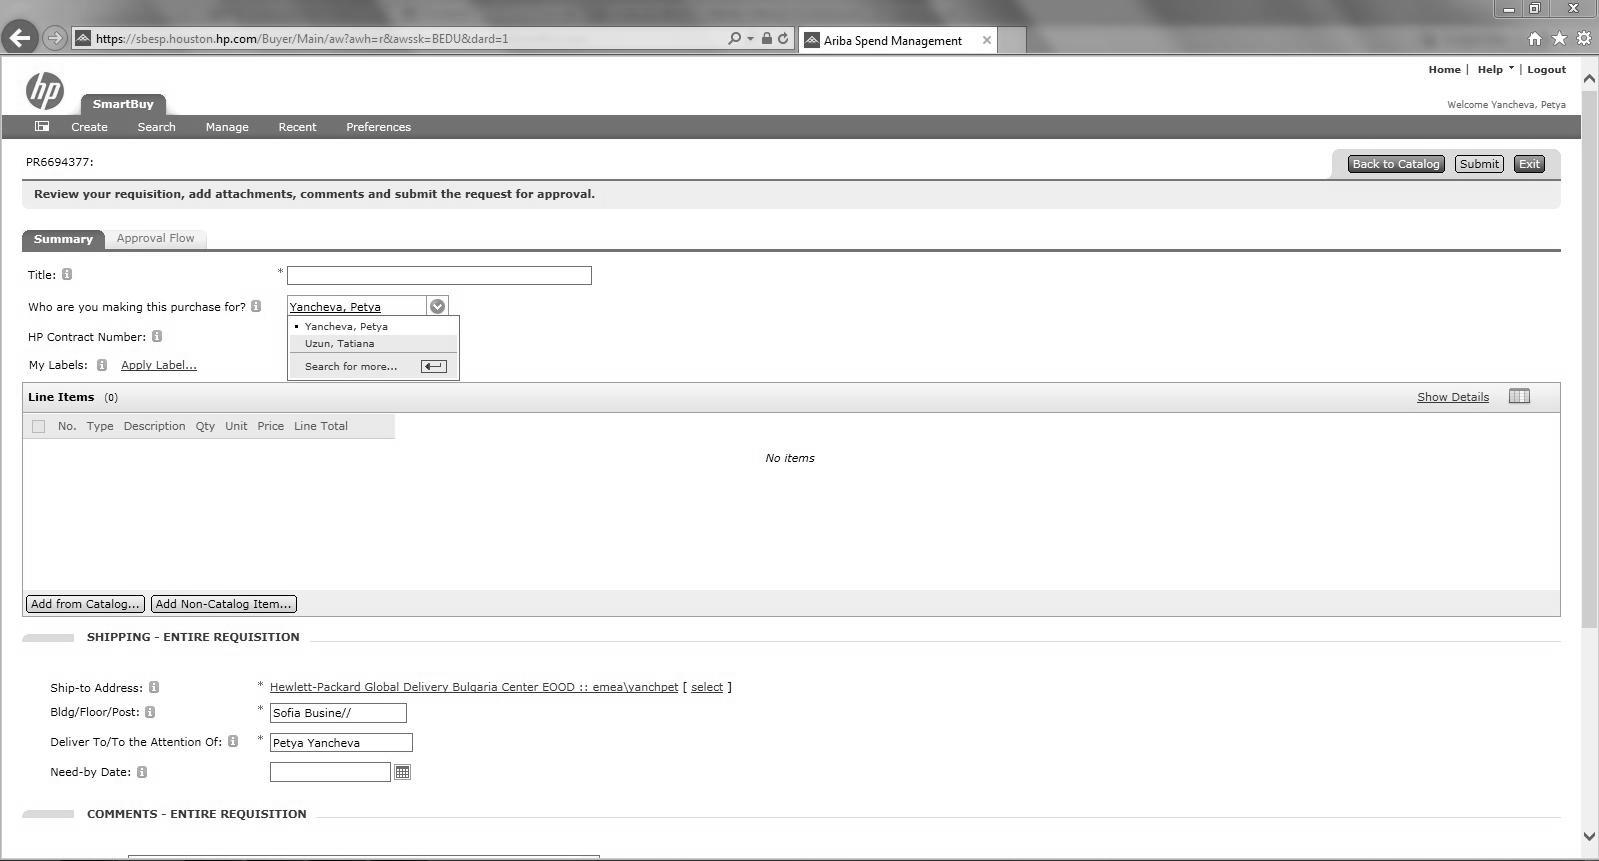 https://sbesp.houston.hp.com/Buyer/Main/aw?awh=r&awssk=BEDU&dard=1
Ariba Spend Management
Home | Help | Logout
hp
SmartBuy
Welcome Yancheva, Petya
Create Search Manage Recent Preferences
PR6694377:
Back to Catalog Submit Exit
Review your requisition, add attachments, comments and submit the request for approval.
Summary Approval Flow
Title: *
Who are you making this purchase for? Yancheva, Petya
Yancheva, Petya
Uzun, Tatiana
Search for more...
HP Contract Number:
My Labels: Apply Label...
Line Items (0) Show Details
No. Type Description Qty Unit Price Line Total
No items
Add from Catalog... Add Non-Catalog Item...
SHIPPING - ENTIRE REQUISITION
Ship-to Address: * Hewlett-Packard Global Delivery Bulgaria Center EOOD :: emea\yanchpet [ select ]
Bldg/Floor/Post: * Sofia Busine//
Deliver To/To the Attention Of: * Petya Yancheva
Need-by Date:
COMMENTS - ENTIRE REQUISITION